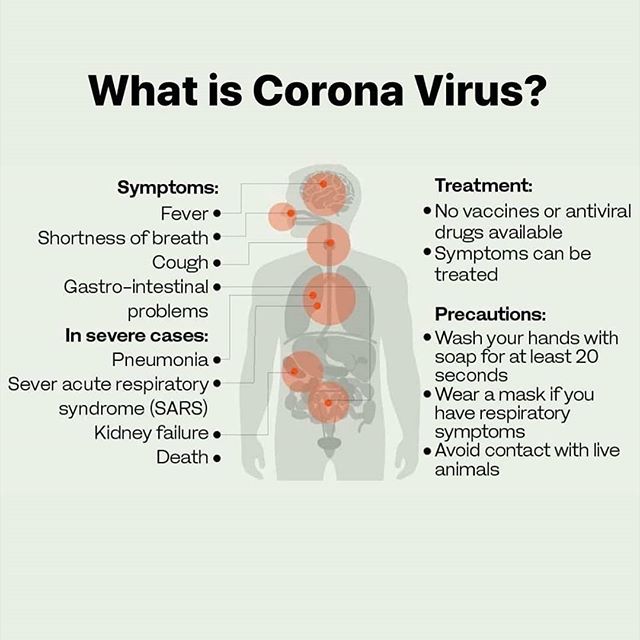 What is Corona Virus?
Symptoms:
Fever
Shortness of breath
Cough
Gastro-intestinal
problems
In severe cases:
Pneumonia
Sever acute respiratory
syndrome (SARS)
Kidney failure
Death
Treatment:
No vaccines or antiviral
drugs available
Symptoms can be
treated
Precautions:
Wash your hands with
soap for at least 20
seconds
Wear a mask if you
have respiratory
symptoms
Avoid contact with live
animals